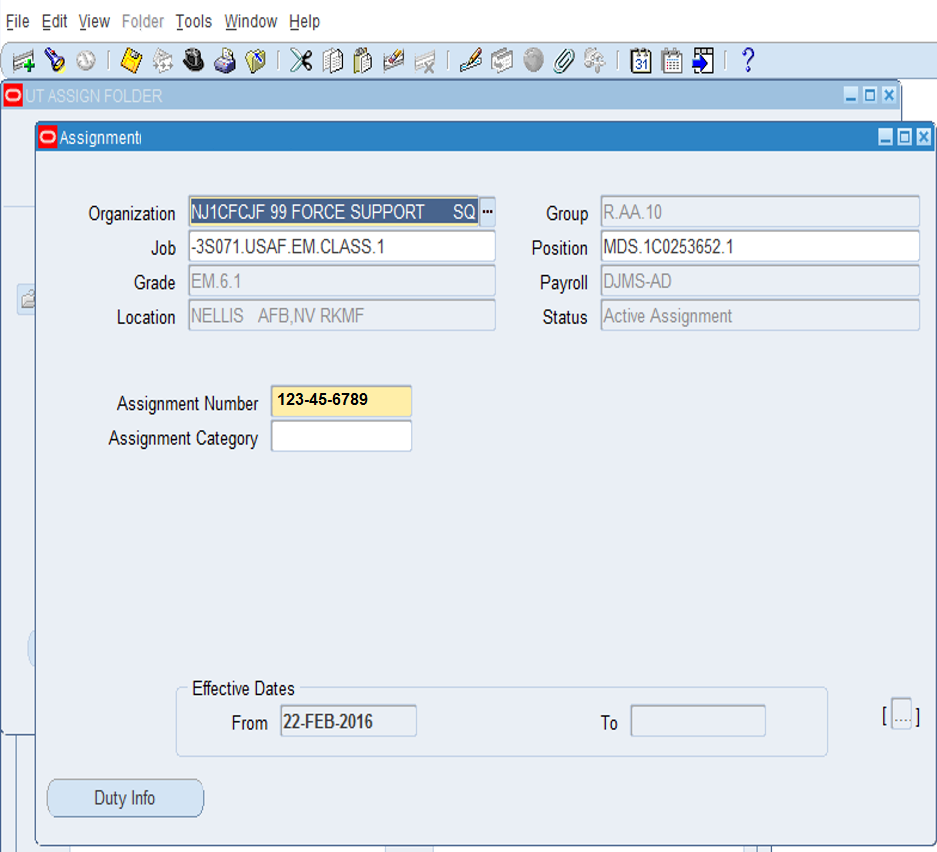 File Edit View Folder Tools Window Help
31
?
UT ASSIGN FOLDER
Assignment
Organization NJ1CFCJF 99 FORCE SUPPORT SQ ... Group R.AA.10
Job -3S071.USAF.EM.CLASS.1 Position MDS.1C0253652.1
Grade EM.6.1 Payroll DJMS-AD
Location NELLIS AFB,NV RKMF Status Active Assignment
Assignment Number 123-45-6789
Assignment Category
Effective Dates
From 22-FEB-2016 To [....]
Duty Info